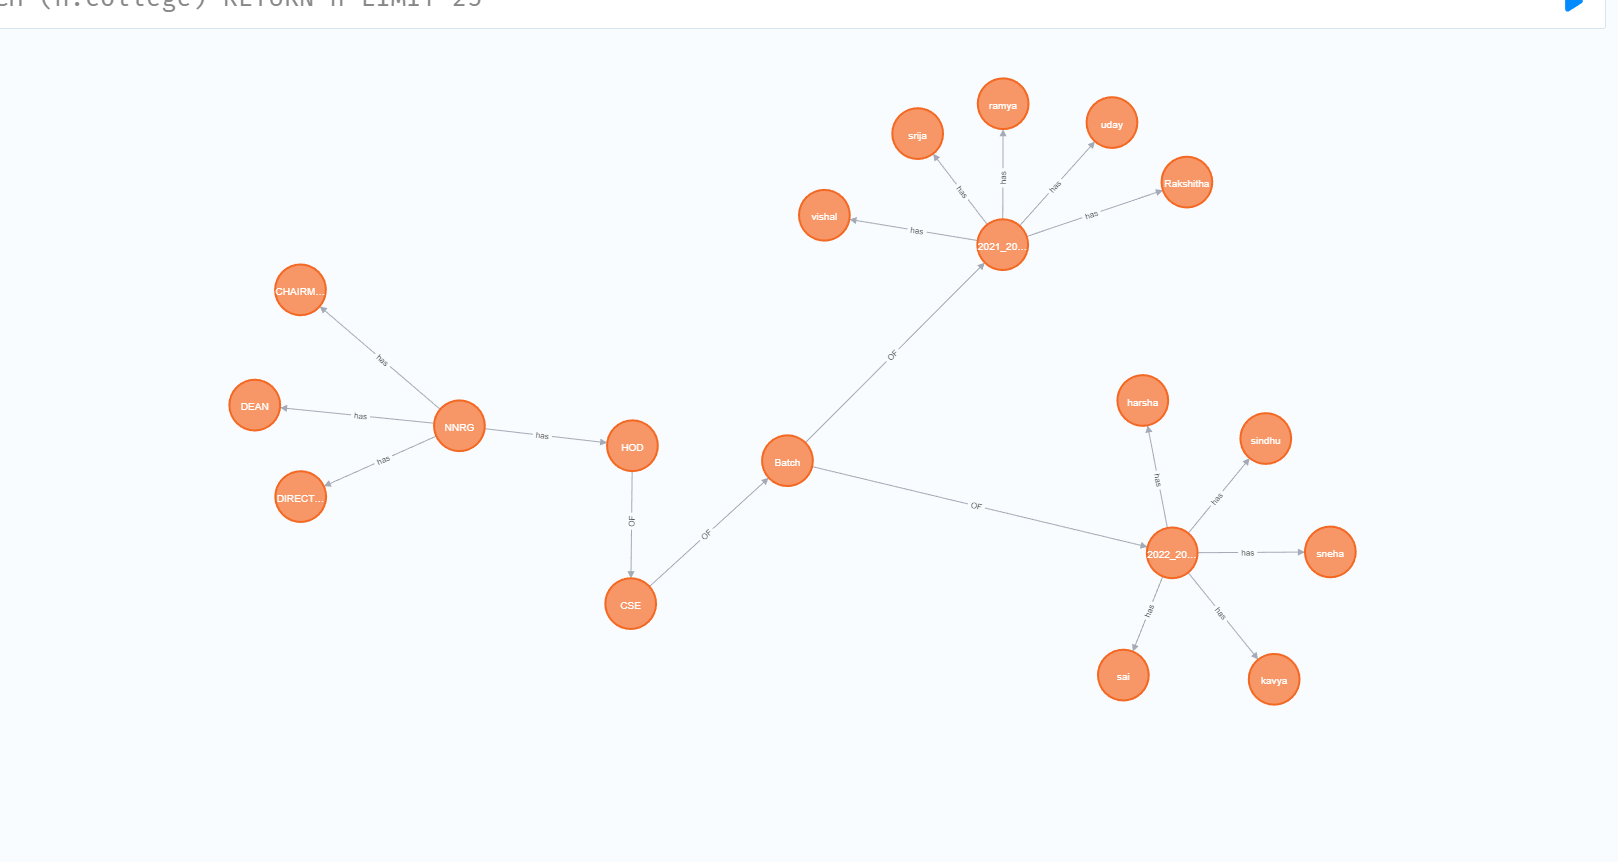 (n:college) RETURN n LIMIT 25
ramya
uday
srija
Rakshitha
vishal
has
has
has
has
has
2021_20...
CHAIRM...
has
OF
DEAN
has
NNRG
has
HOD
has
DIRECT...
OF
CSE
OF
Batch
OF
harsha
sindhu
has
has
2022_20...
has
sneha
has
has
sai
kavya